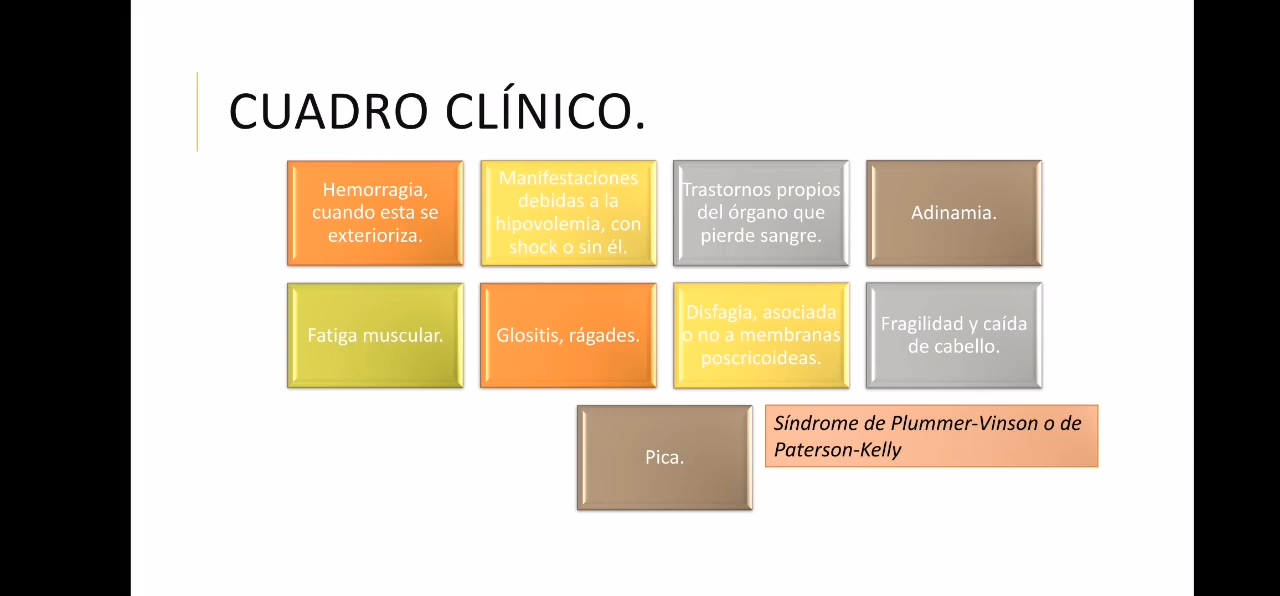 CUADRO CLÍNICO.
Hemorragia,
cuando esta se
exterioriza.
Manifestaciones
debidas a la
hipovolemia, con
shock o sin él.
Trastornos propios
del órgano que
pierde sangre.
Adinamia.
Fatiga muscular.
Glositis, rágades.
Disfagia, asociada
o no a membranas
poscricoideas.
Fragilidad y caída
de cabello.
Pica.
Síndrome de Plummer-Vinson o de
Paterson-Kelly